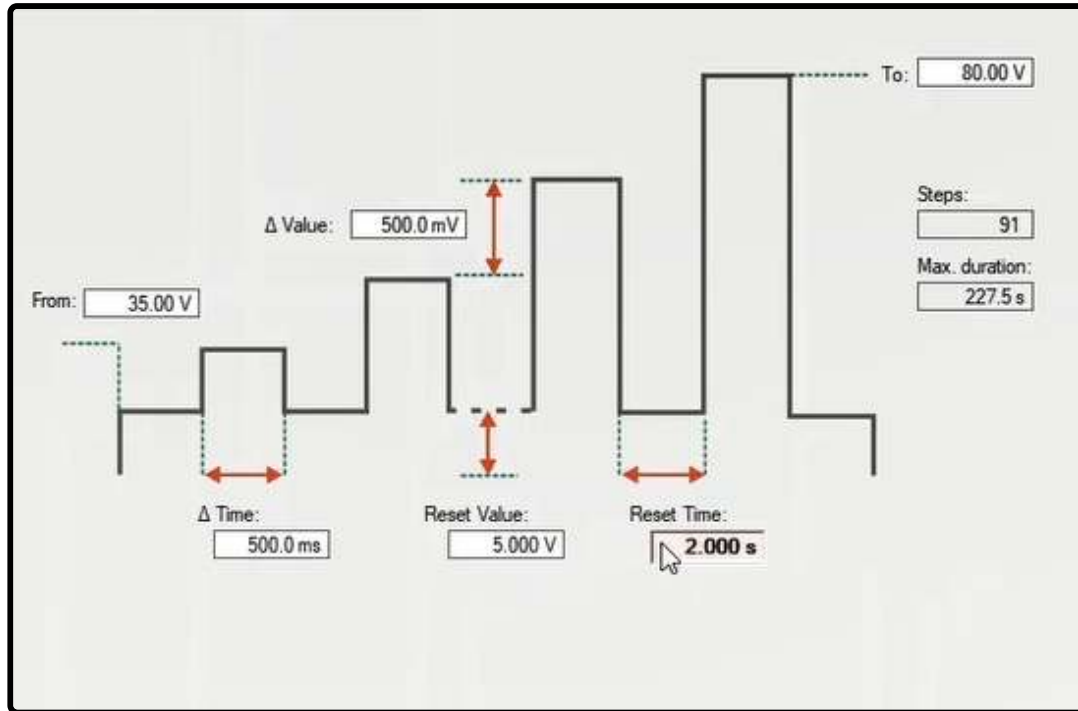 To: 80.00 V
Steps:
91
Δ Value: 500.0 mV
Max. duration:
227.5 s
From: 35.00 V
Δ Time:
500.0 ms
Reset Value:
5.000 V
Reset Time:
2.000 s